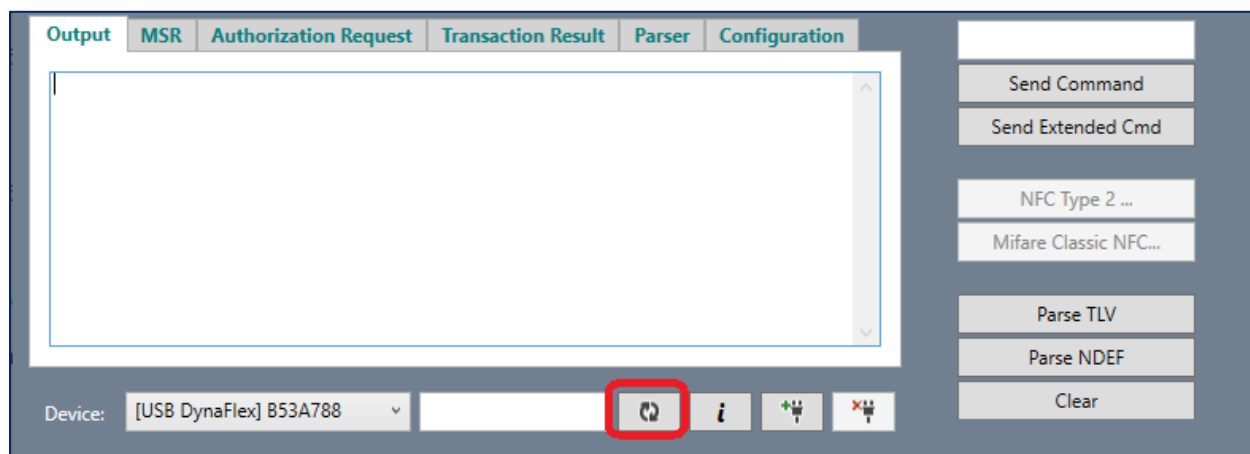 Output MSR Authorization Request Transaction Result Parser Configuration
Send Command
Send Extended Cmd
NFC Type 2 ...
Mifare Classic NFC...
Parse TLV
Parse NDEF
Clear
Device: [USB DynaFlex] B53A788 i